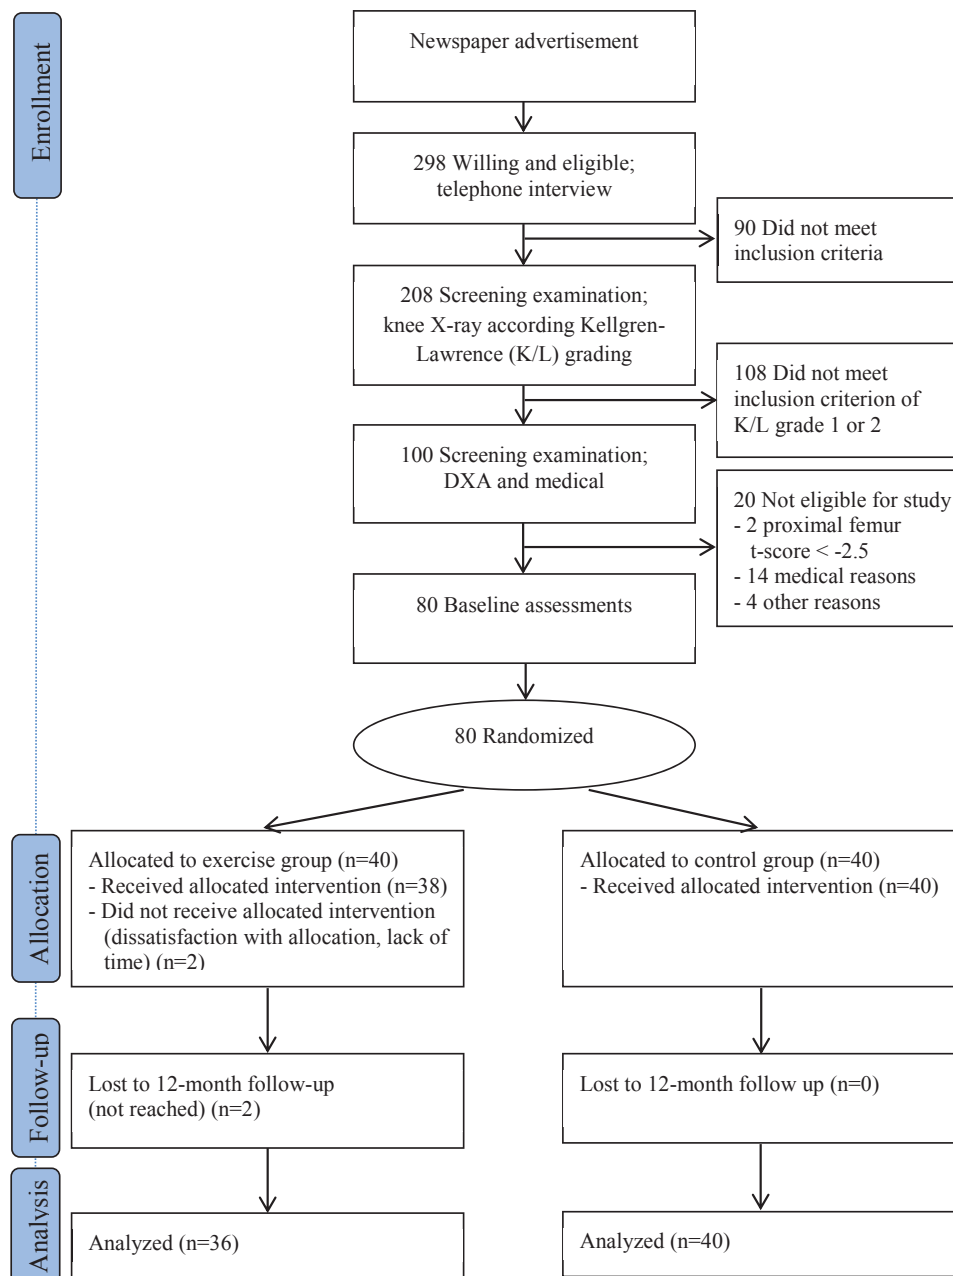 Enrollment
Newspaper advertisement
298 Willing and eligible;
telephone interview
90 Did not meet
inclusion criteria
208 Screening examination;
knee X-ray according Kellgren-
Lawrence (K/L) grading
108 Did not meet
inclusion criterion of
K/L grade 1 or 2
100 Screening examination;
DXA and medical
20 Not eligible for study
- 2 proximal femur
t-score < -2.5
- 14 medical reasons
- 4 other reasons
80 Baseline assessments
80 Randomized
Allocation
Allocated to exercise group (n=40)
- Received allocated intervention (n=38)
- Did not receive allocated intervention
(dissatisfaction with allocation, lack of
time) (n=2)
Allocated to control group (n=40)
- Received allocated intervention (n=40)
Follow-up
Lost to 12-month follow-up
(not reached) (n=2)
Lost to 12-month follow up (n=0)
Analysis
Analyzed (n=36)
Analyzed (n=40)